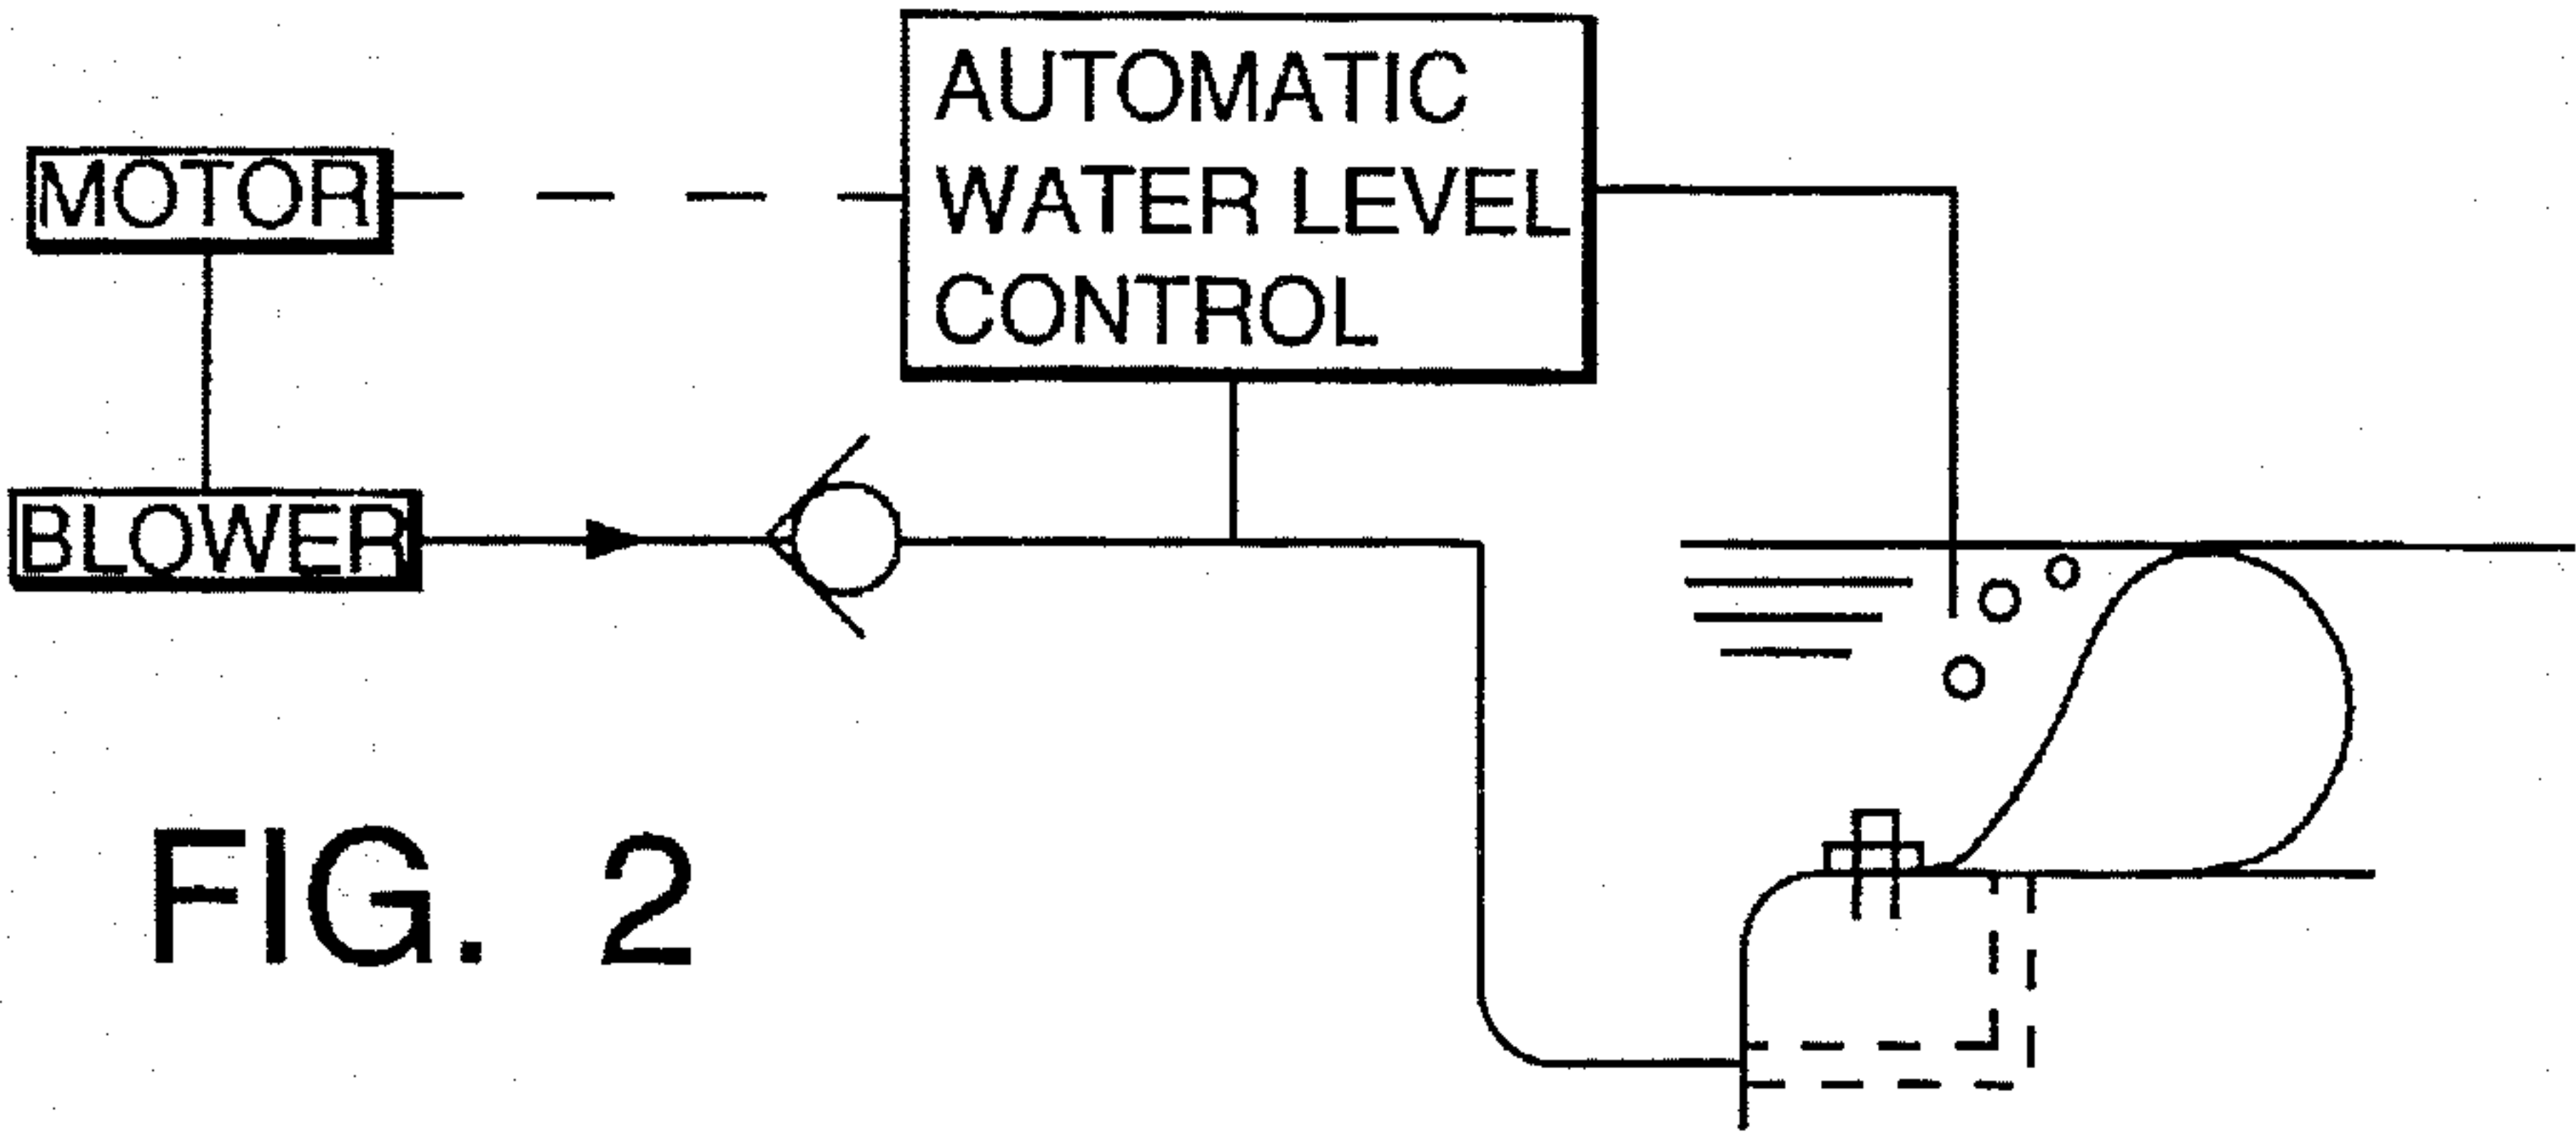 AUTOMATIC
WATER LEVEL
CONTROL
MOTOR
BLOWER
FIG. 2